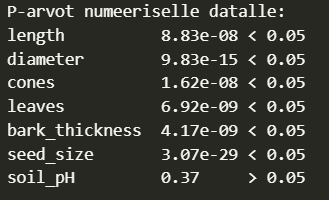 P-arvot numeeriselle datalle:
length 8.83e-08 < 0.05
diameter 9.83e-15 < 0.05
cones 1.62e-08 < 0.05
leaves 6.92e-09 < 0.05
bark_thickness 4.17e-09 < 0.05
seed_size 3.07e-29 < 0.05
soil_pH 0.37 > 0.05